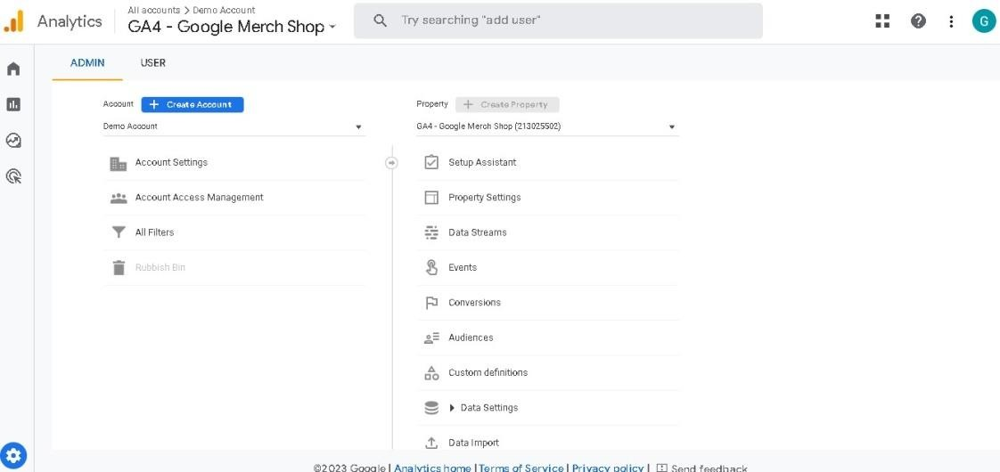 Analytics
All accounts > Demo Account
GA4 - Google Merch Shop
Try searching "add user"
G
ADMIN
USER
Account
+ Create Account
Demo Account
Account Settings
Account Access Management
All Filters
Rubbish Bin
Property
+ Create Property
GA4 - Google Merch Shop (213025502)
Setup Assistant
Property Settings
Data Streams
Events
Conversions
Audiences
Custom definitions
Data Settings
Data Import
©2023 Google | Analytics home | Terms of Service | Privacy policy | Send feedback